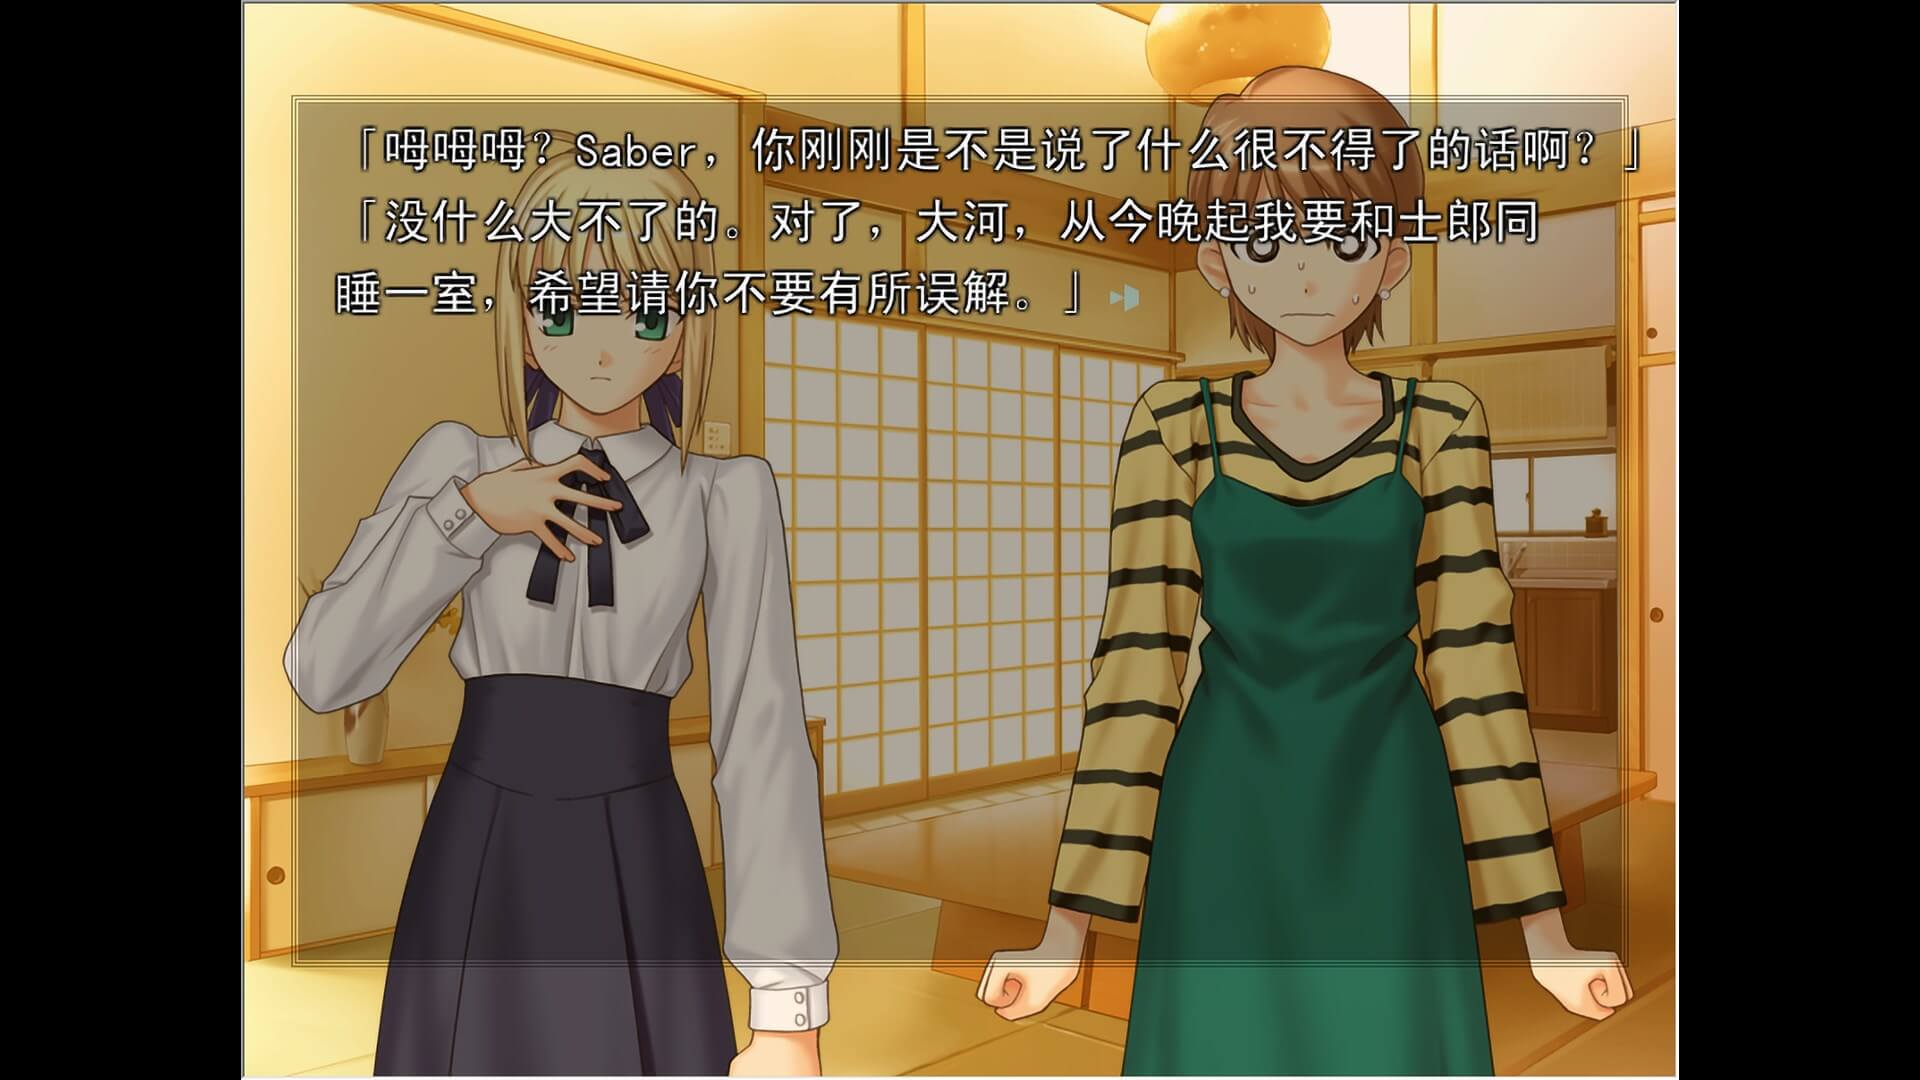 「呣呣呣？Saber，你刚刚是不是说了什么很不得了的话啊？」
「没什么大不了的。对了，大河，从今晚起我要和士郎同
睡一室，希望请你不要有所误解。」